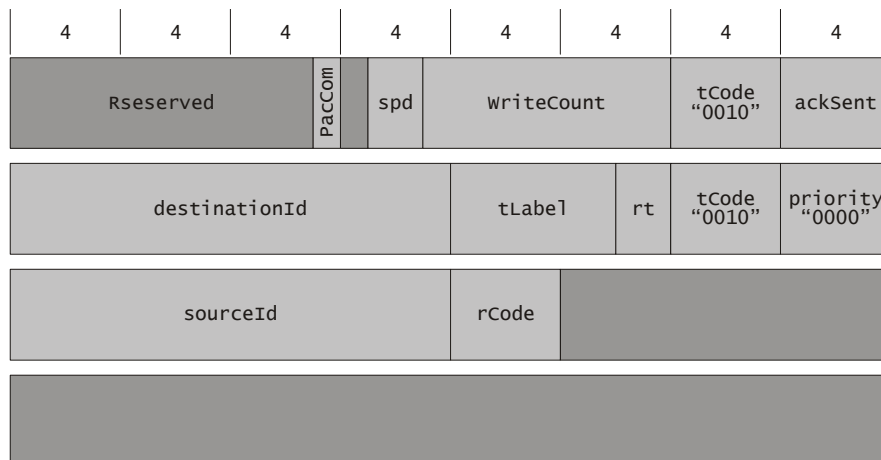 4 4 4 4 4 4 4 4
Rseserved PacCom spd WriteCount tCode “0010” ackSent
destinationId tLabel rt tCode “0010” priority “0000”
sourceId rCode